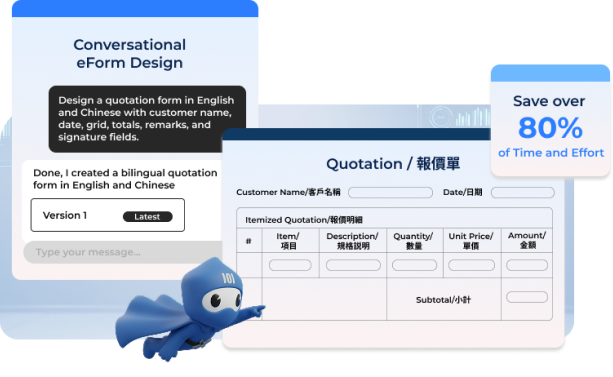 Conversational
eForm Design
Design a quotation form in English
and Chinese with customer name,
date, grid, totals, remarks, and
signature fields.
Done, I created a bilingual quotation
form in English and Chinese
Version 1 Latest
Type your message...
Save over
80%
of Time and Effort
Quotation / 報價單
Customer Name/客戶名稱 Date/日期
Itemized Quotation/報價明細
# Item/ Description/ Quantity/ Unit Price/ Amount/
項目 規格説明 數量 單價 金額
Subtotal/小計
101